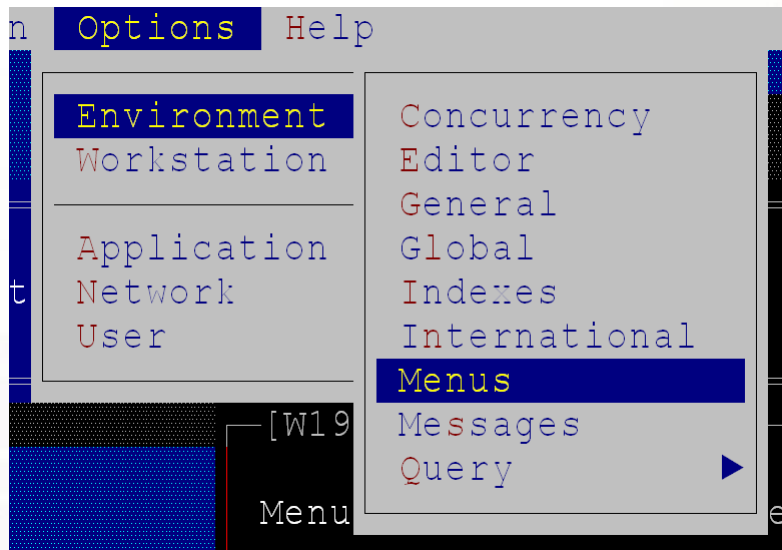 n Options Help
Environment
Workstation
Application
Network
User
Concurrency
Editor
General
Global
Indexes
International
Menus
Messages
Query
t
[W19
Menu
e